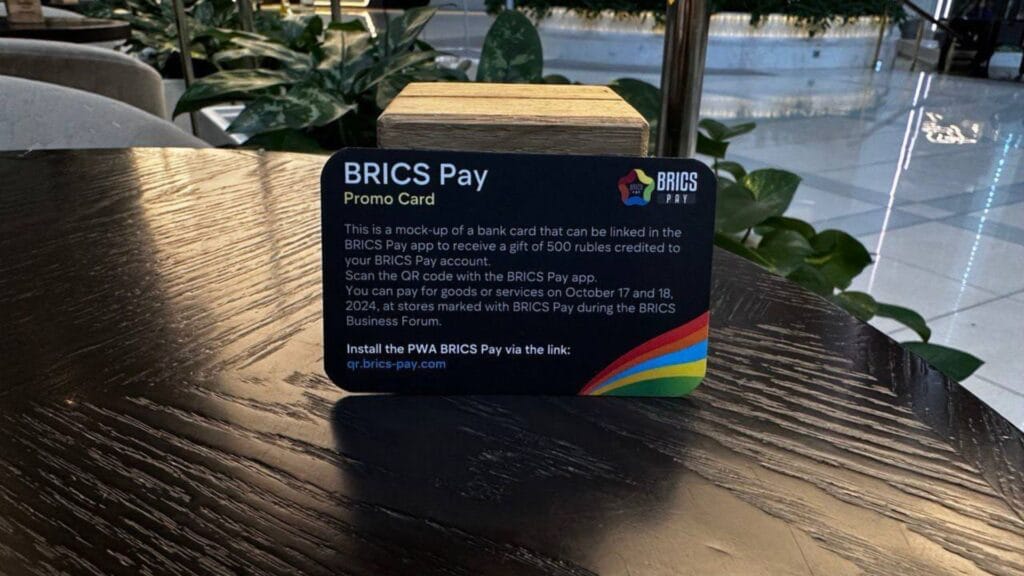 BRICS Pay
Promo Card
BRICS
PAY
This is a mock-up of a bank card that can be linked in the
BRICS Pay app to receive a gift of 500 rubles credited to
your BRICS Pay account.
Scan the QR code with the BRICS Pay app.
You can pay for goods or services on October 17 and 18,
2024, at stores marked with BRICS Pay during the BRICS
Business Forum.
Install the PWA BRICS Pay via the link:
qr.brics-pay.com